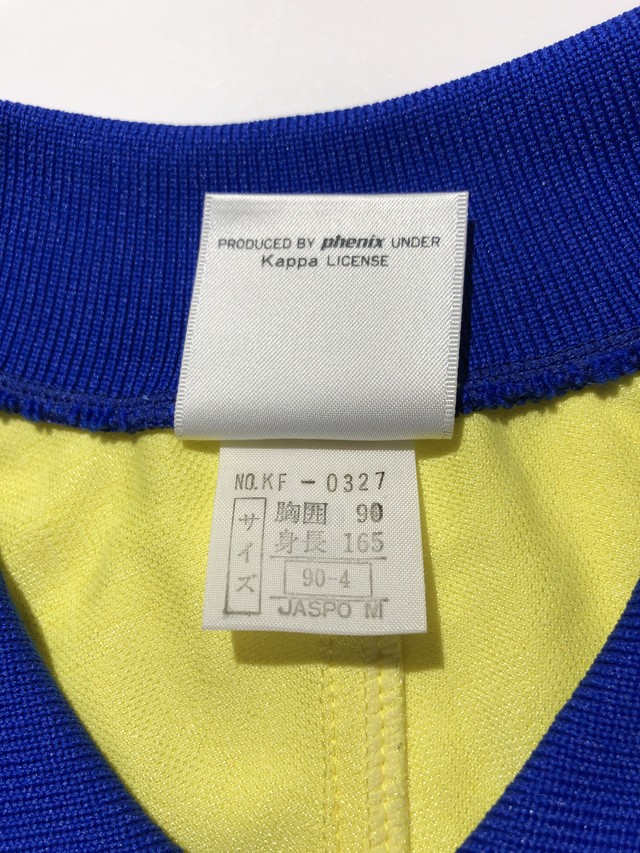 PRODUCED BY phenix UNDER
Kappa LICENSE
NO.KF-0327
サイズ
胸囲 90
身長 165
90-4
JASPO M